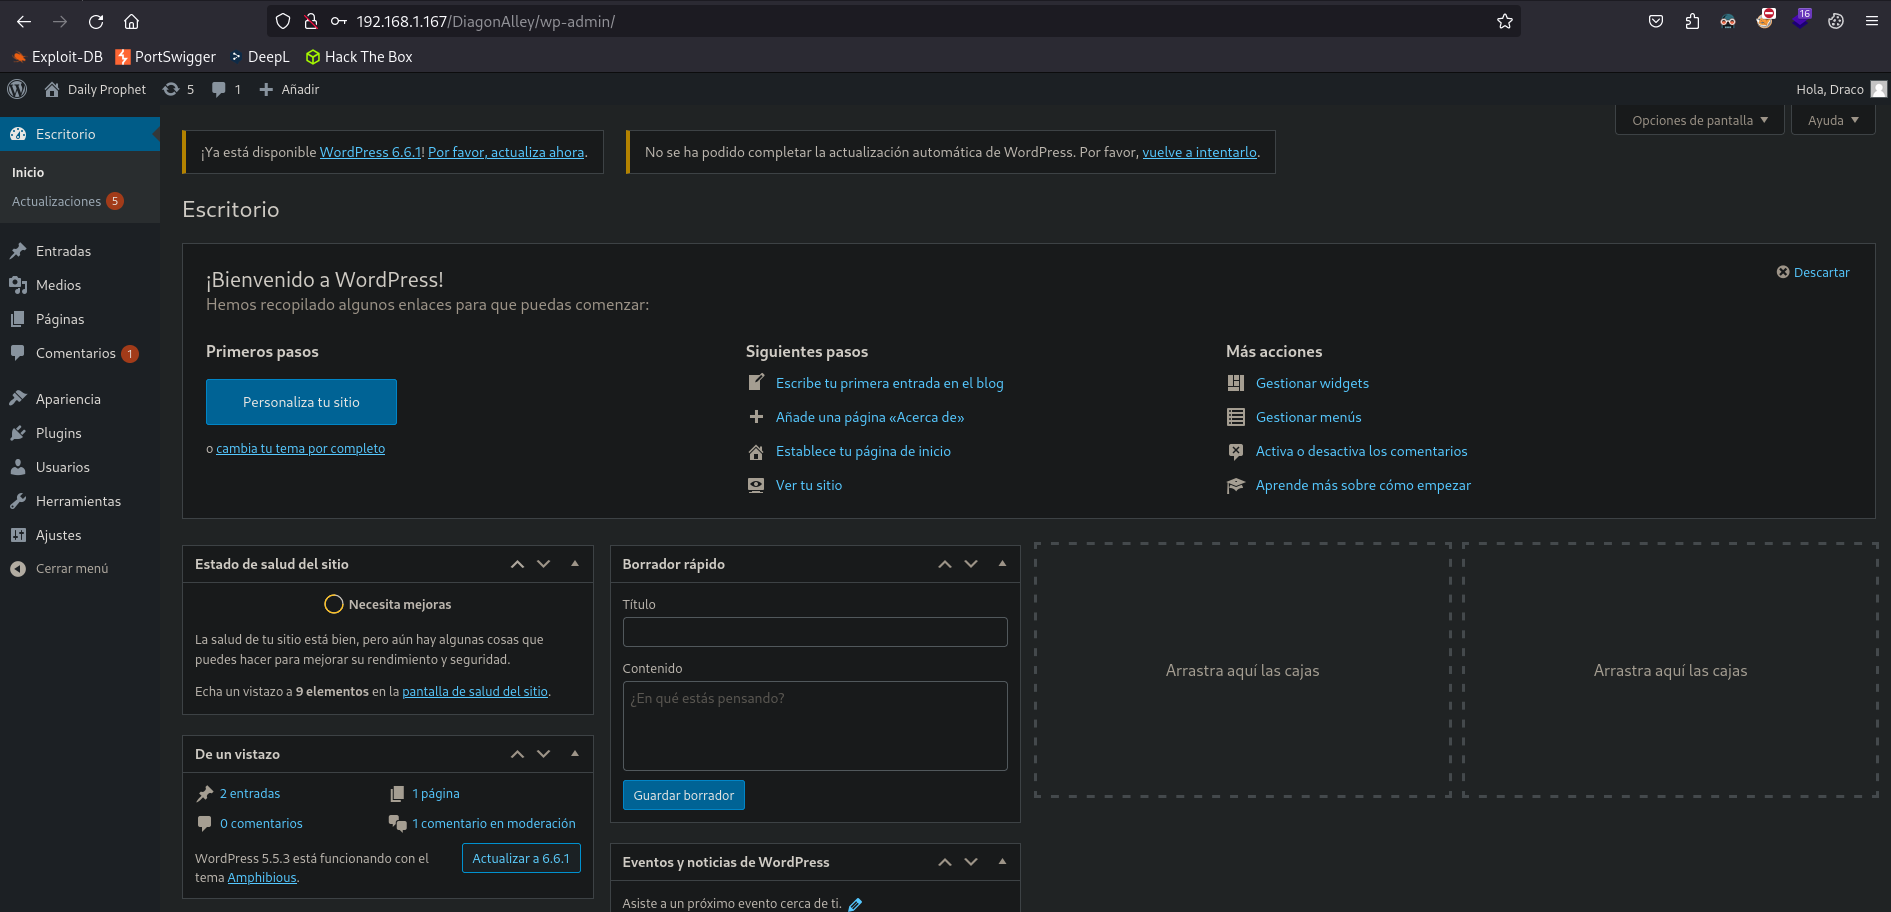 192.168.1.167/DiagonAlley/wp-admin/
16
Exploit-DB PortSwigger DeepL Hack The Box
Daily Prophet 5 1 Añadir Hola, Draco
Opciones de pantalla Ayuda
Escritorio
Inicio
Actualizaciones 5
Entradas
Medios
Páginas
Comentarios 1
Apariencia
Plugins
Usuarios
Herramientas
Ajustes
Cerrar menú
¡Ya está disponible WordPress 6.6.1! Por favor, actualiza ahora.
No se ha podido completar la actualización automática de WordPress. Por favor, vuelve a intentarlo.
Escritorio
¡Bienvenido a WordPress!
Hemos recopilado algunos enlaces para que puedas comenzar:
Descartar
Primeros pasos
Personaliza tu sitio
o cambia tu tema por completo
Siguientes pasos
Escribe tu primera entrada en el blog
Añade una página «Acerca de»
Establece tu página de inicio
Ver tu sitio
Más acciones
Gestionar widgets
Gestionar menús
Activa o desactiva los comentarios
Aprende más sobre cómo empezar
Estado de salud del sitio
Necesita mejoras
La salud de tu sitio está bien, pero aún hay algunas cosas que
puedes hacer para mejorar su rendimiento y seguridad.
Echa un vistazo a 9 elementos en la pantalla de salud del sitio.
De un vistazo
2 entradas 1 página
0 comentarios 1 comentario en moderación
WordPress 5.5.3 está funcionando con el
tema Amphibious.
Actualizar a 6.6.1
Borrador rápido
Título
Contenido
¿En qué estás pensando?
Guardar borrador
Eventos y noticias de WordPress
Asiste a un próximo evento cerca de ti.
Arrastra aquí las cajas
Arrastra aquí las cajas